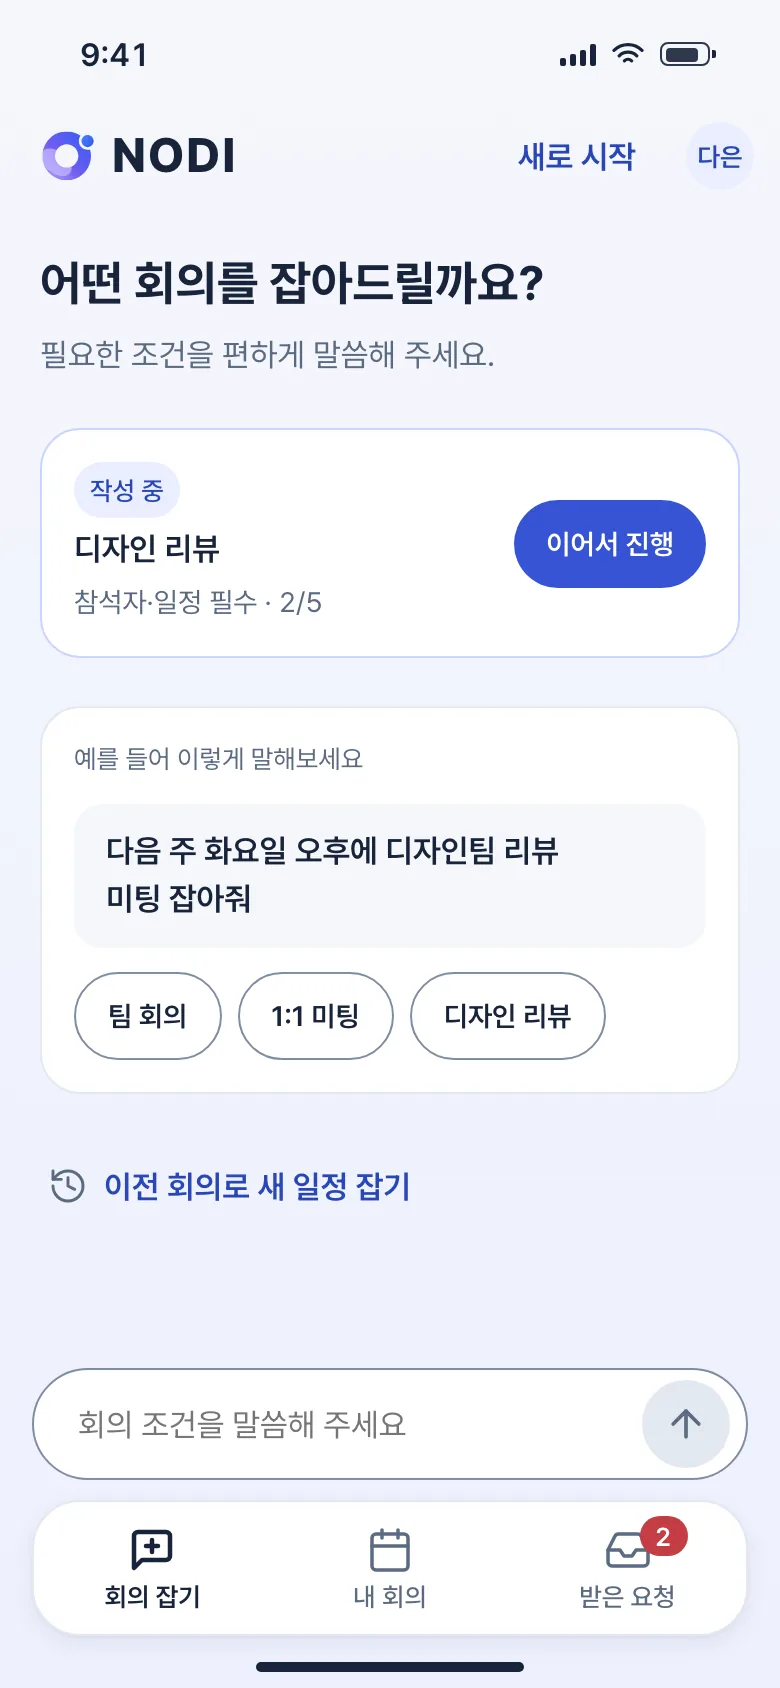 9:41
NODI
새로 시작
다은
어떤 회의를 잡아드릴까요?
필요한 조건을 편하게 말씀해 주세요.
작성 중
디자인 리뷰
참석자·일정 필수 · 2/5
이어서 진행
예를 들어 이렇게 말해보세요
다음 주 화요일 오후에 디자인팀 리뷰
미팅 잡아줘
팀 회의
1:1 미팅
디자인 리뷰
이전 회의로 새 일정 잡기
회의 조건을 말씀해 주세요
2
회의 잡기
내 회의
받은 요청